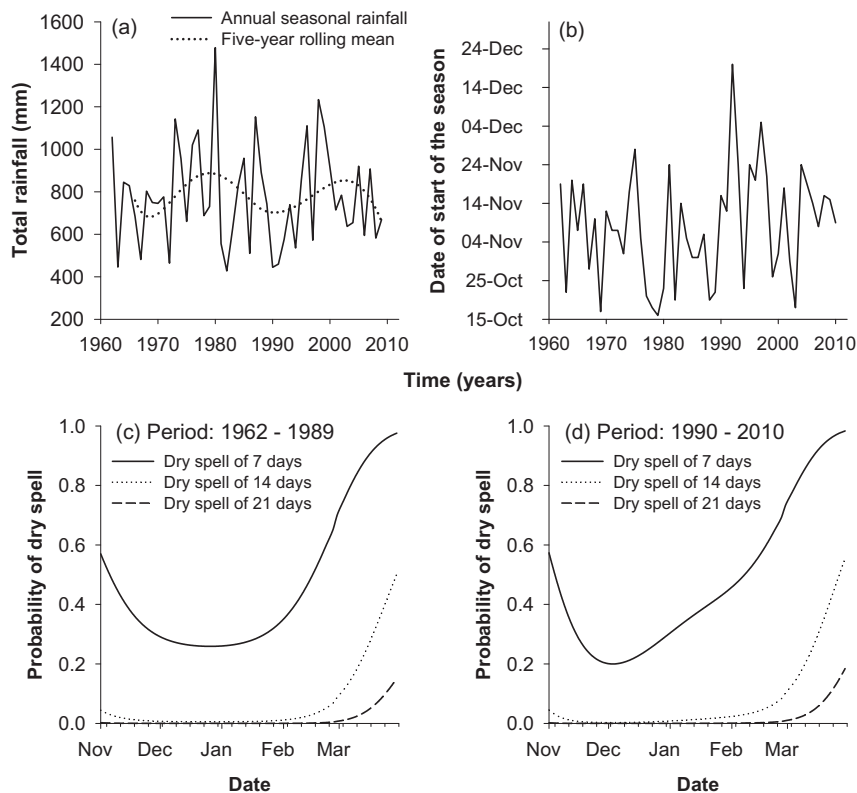 (a)
Annual seasonal rainfall
Five-year rolling mean
Total rainfall (mm)
1600
1400
1200
1000
800
600
400
200
1960 1970 1980 1990 2000 2010
(b)
Date of start of the season
24-Dec
14-Dec
04-Dec
24-Nov
14-Nov
04-Nov
25-Oct
15-Oct
1960 1970 1980 1990 2000 2010
Time (years)
(c) Period: 1962 - 1989
Dry spell of 7 days
Dry spell of 14 days
Dry spell of 21 days
Probability of dry spell
1.0
0.8
0.6
0.4
0.2
0.0
Nov Dec Jan Feb Mar
Date
(d) Period: 1990 - 2010
Dry spell of 7 days
Dry spell of 14 days
Dry spell of 21 days
Probability of dry spell
1.0
0.8
0.6
0.4
0.2
0.0
Nov Dec Jan Feb Mar
Date